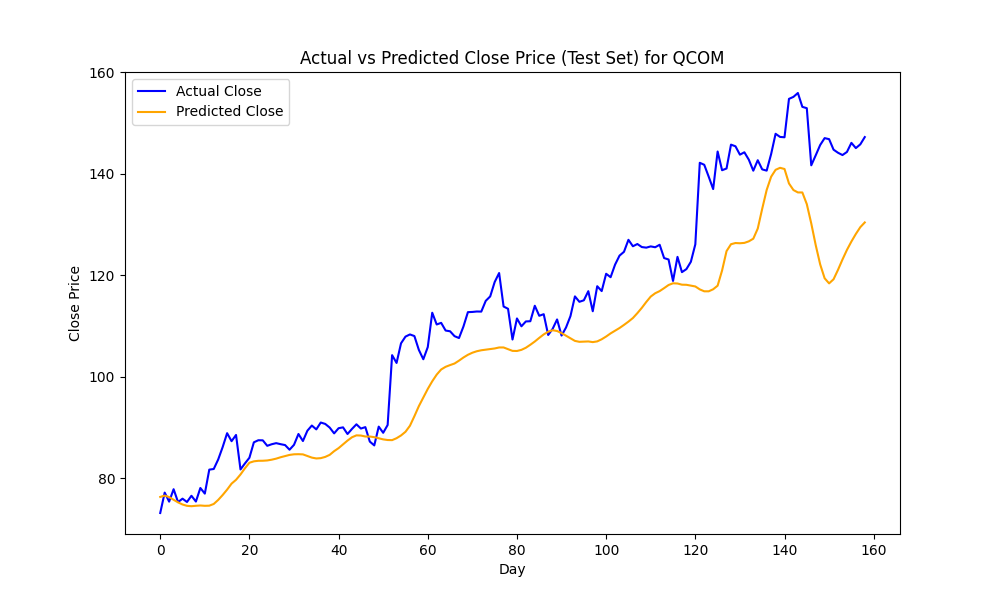 Actual vs Predicted Close Price (Test Set) for QCOM
Actual Close
Predicted Close
Close Price
160
140
120
100
80
0 20 40 60 80 100 120 140 160
Day